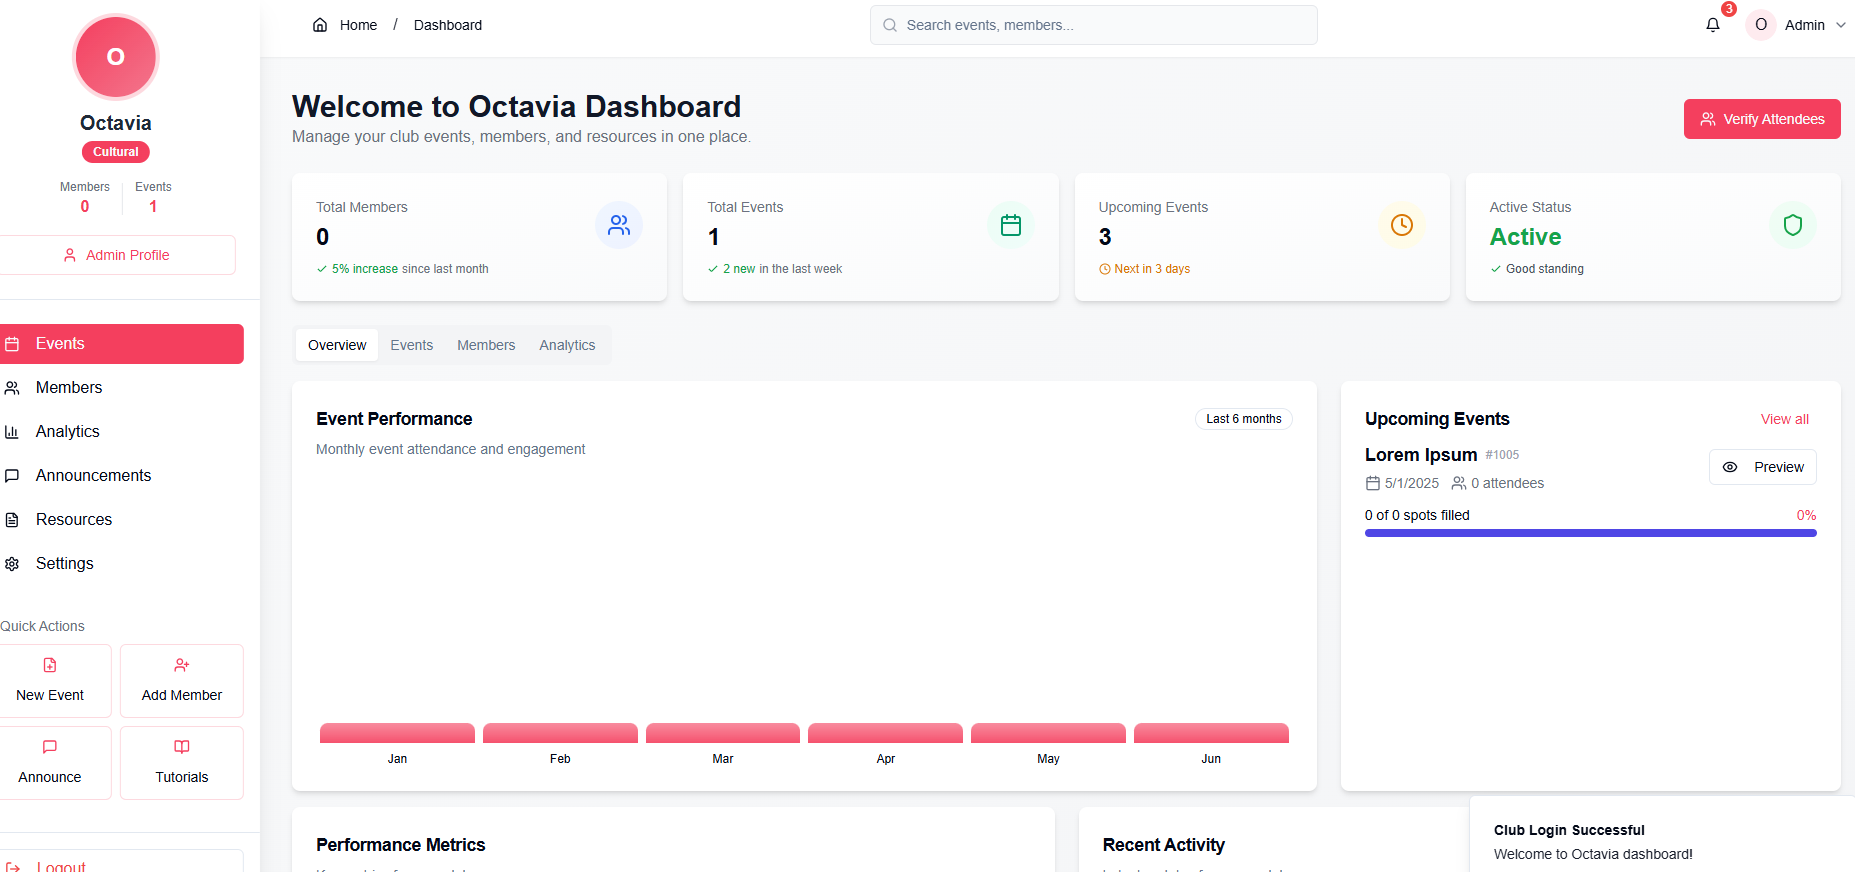 O
Octavia
Cultural
Members Events
0 1
Admin Profile
Events
Members
Analytics
Announcements
Resources
Settings
Quick Actions
New Event Add Member
Announce Tutorials
Logout
Home / Dashboard
Search events, members...
3
O Admin
Welcome to Octavia Dashboard
Manage your club events, members, and resources in one place.
Verify Attendees
Total Members
0
5% increase since last month
Total Events
1
2 new in the last week
Upcoming Events
3
Next in 3 days
Active Status
Active
Good standing
Overview Events Members Analytics
Event Performance
Last 6 months
Monthly event attendance and engagement
Jan Feb Mar Apr May Jun
Upcoming Events
View all
Lorem Ipsum #1005
Preview
5/1/2025 0 attendees
0 of 0 spots filled 0%
Performance Metrics
Recent Activity
Club Login Successful
Welcome to Octavia dashboard!